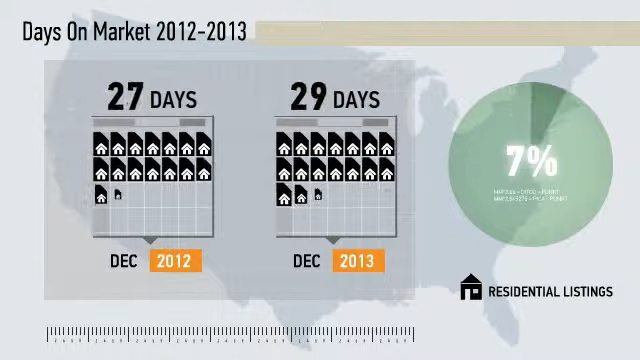 Days On Market 2012-2013
27 DAYS
29 DAYS
7%
DEC 2012
DEC 2013
RESIDENTIAL LISTINGS